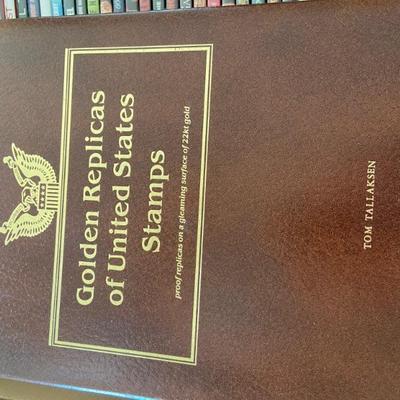 Golden Replicas
of United States
Stamps
proof replicas on a gleaming surface of 22kt gold
TOM TALLAKSEN